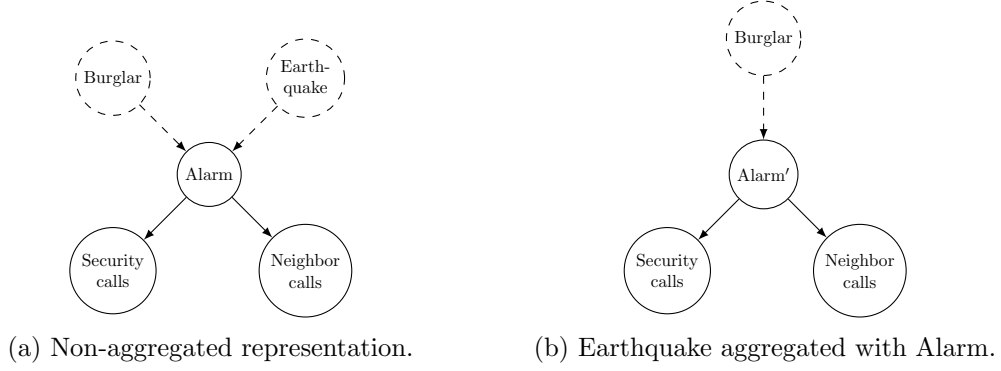 Burglar
Earth-
quake
Alarm
Security
calls
Neighbor
calls
(a) Non-aggregated representation.
Burglar
Alarm′
Security
calls
Neighbor
calls
(b) Earthquake aggregated with Alarm.